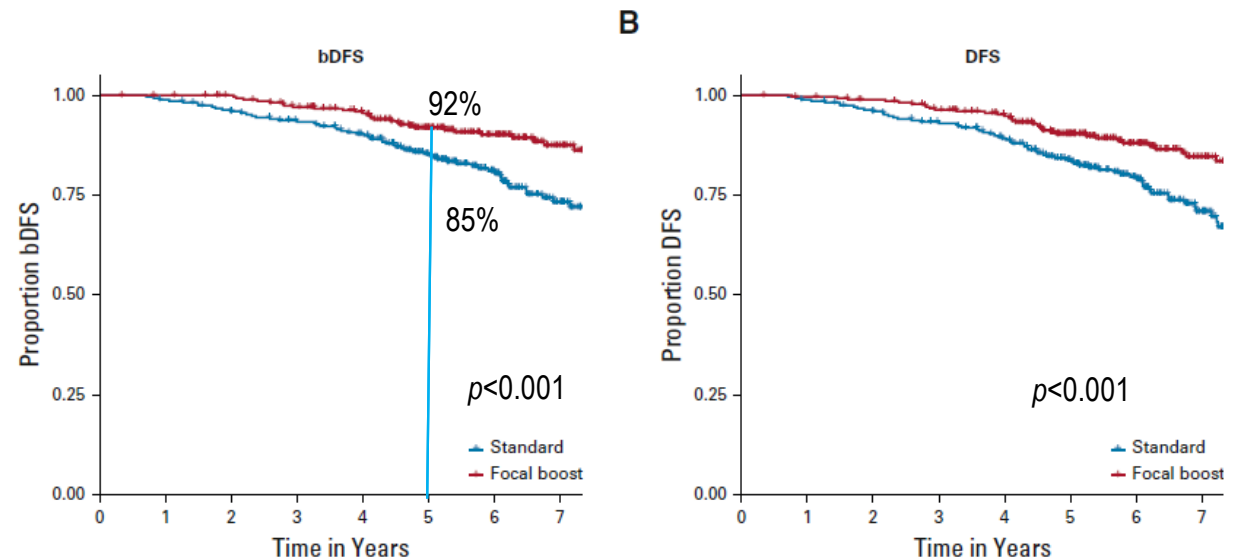 B
bDFS
1.00
0.75
0.50
0.25
0.00
Proportion bDFS
92%
85%
p<0.001
Standard
Focal boost
0 1 2 3 4 5 6 7
Time in Years
DFS
1.00
0.75
0.50
0.25
0.00
Proportion DFS
p<0.001
Standard
Focal boost
0 1 2 3 4 5 6 7
Time in Years